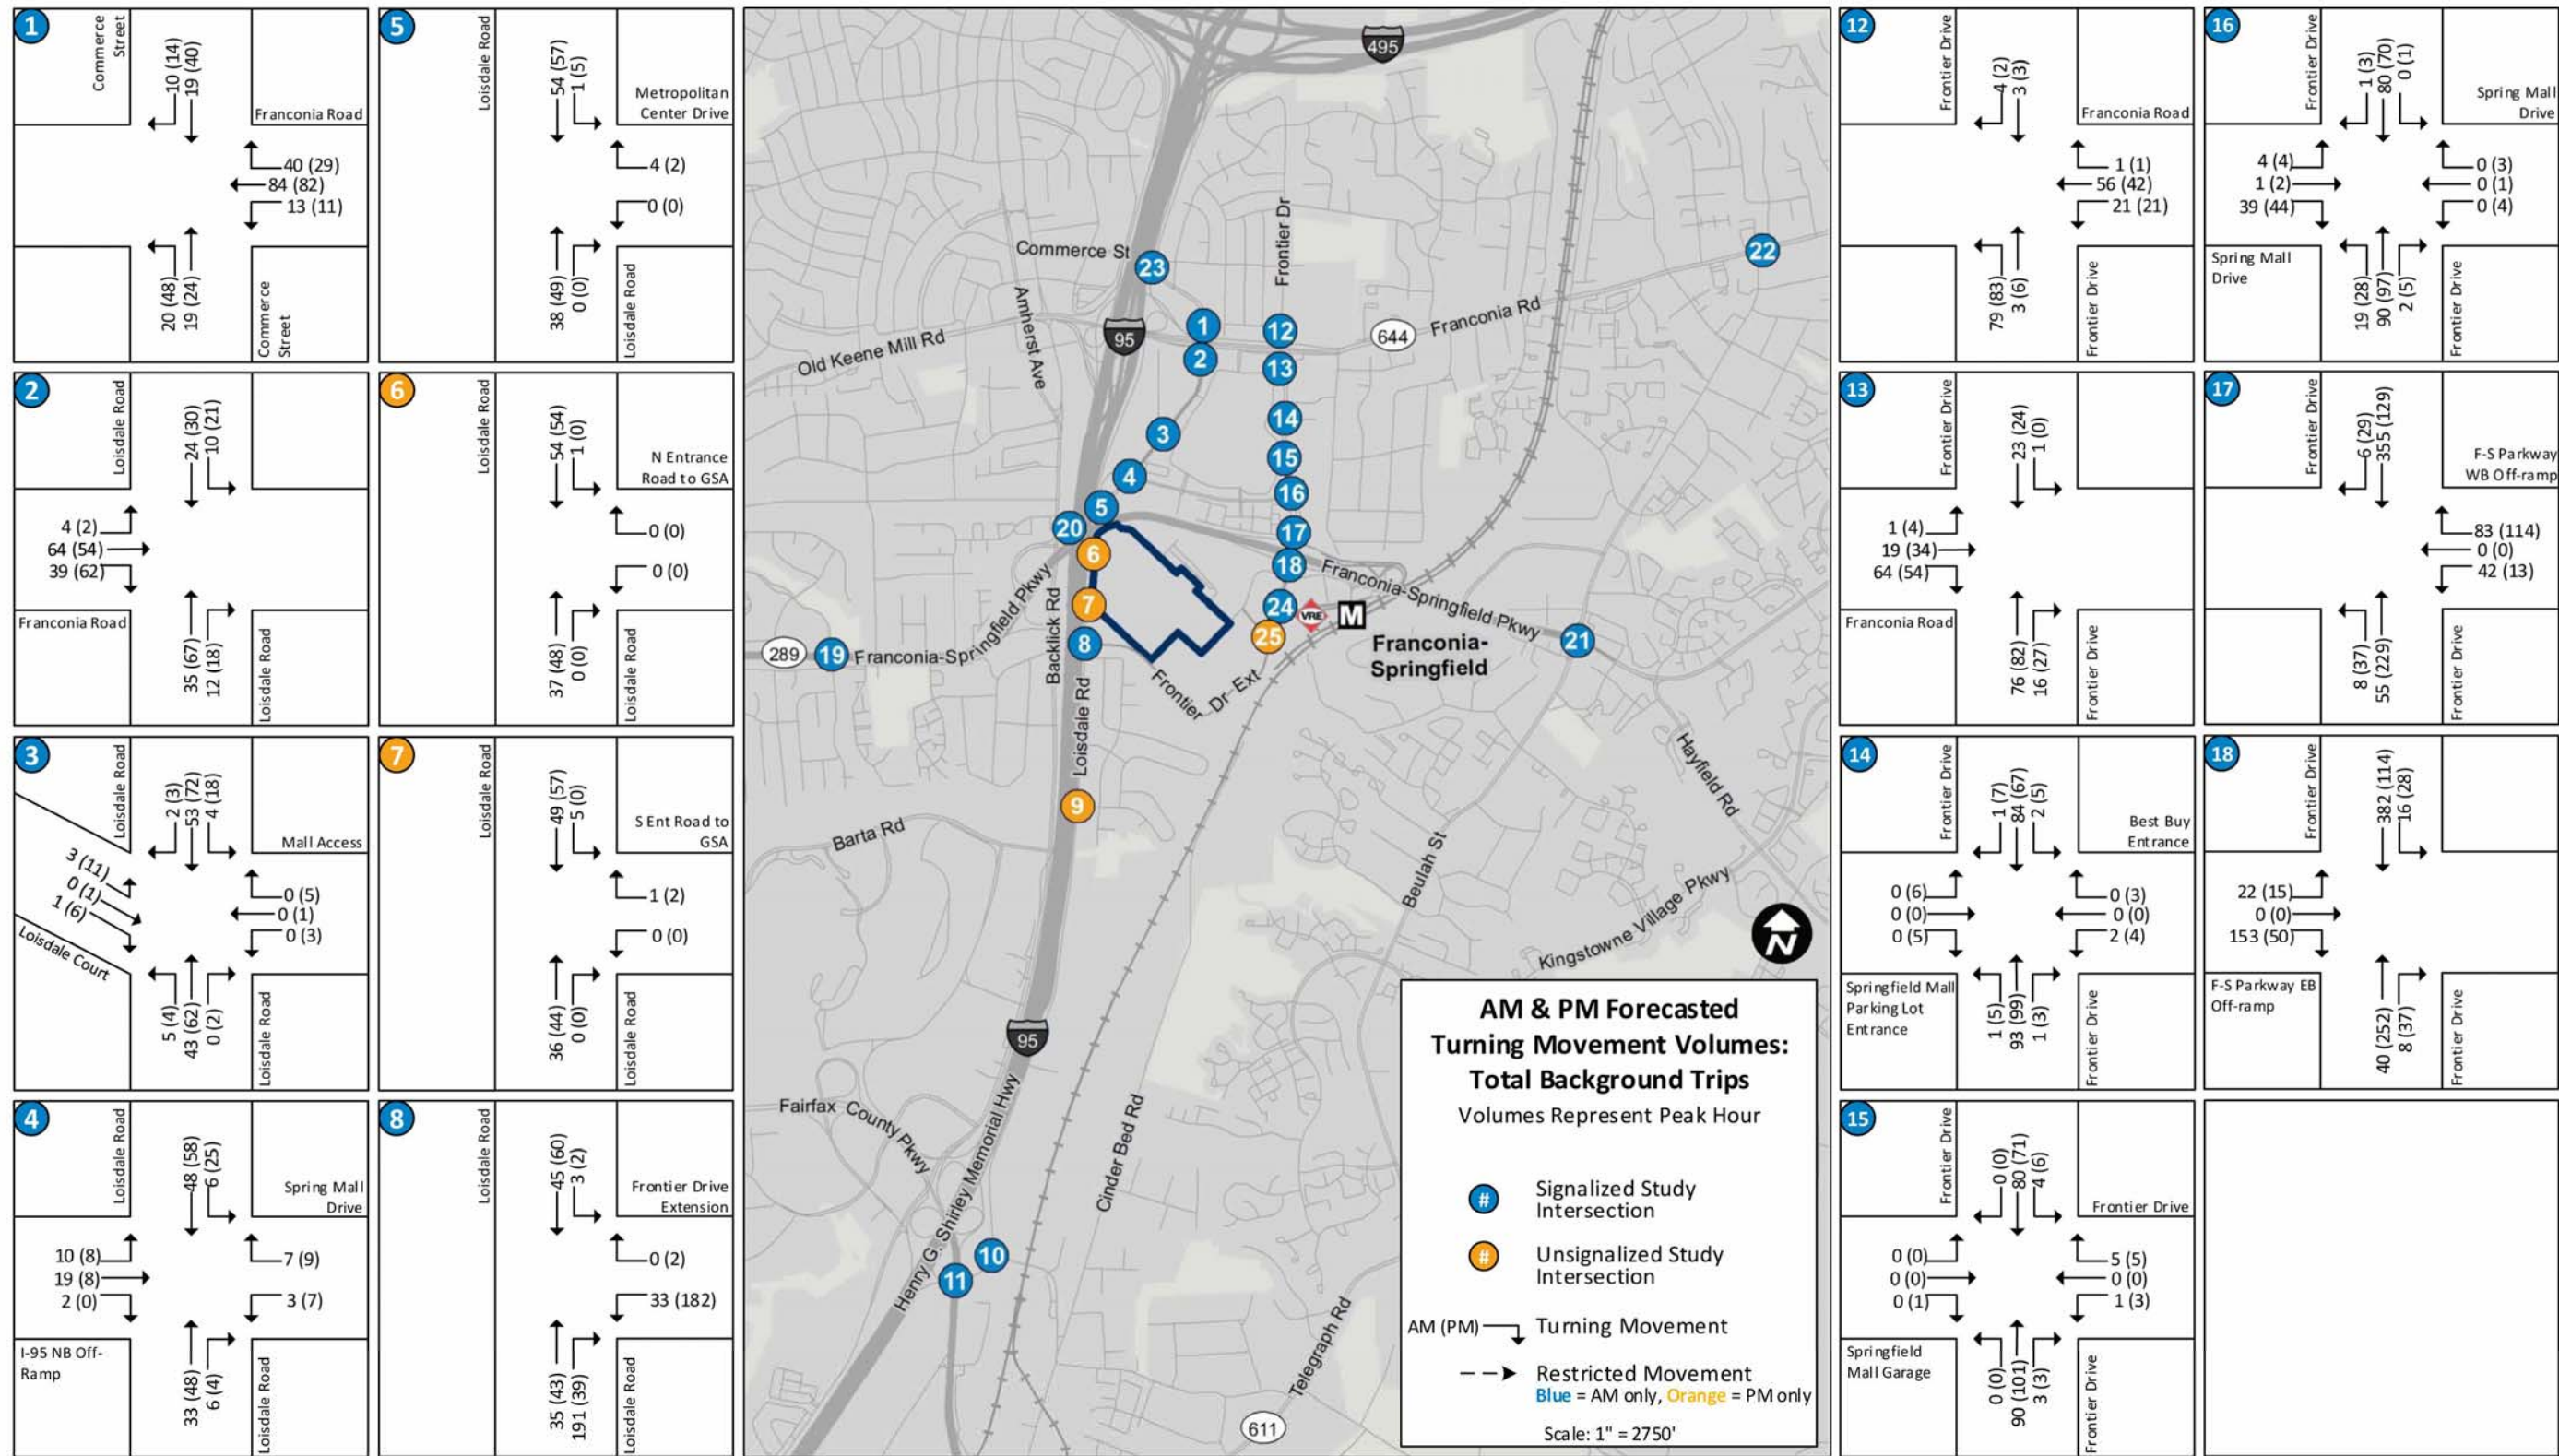 1
Commerce
Street
10 (14)
19 (40)
Franconia Road
40 (29)
84 (82)
13 (11)
20 (48)
19 (24)
Commerce
Street
2
Loisdale Road
24 (30)
10 (21)
4 (2)
64 (54)
39 (62)
Franconia Road
35 (67)
12 (18)
Loisdale Road
3
Loisdale Road
2 (3)
53 (72)
4 (18)
Mall Access
3 (11)
0 (1)
1 (6)
0 (5)
0 (1)
0 (3)
Loisdale Court
5 (4)
43 (62)
0 (2)
Loisdale Road
4
Loisdale Road
48 (58)
6 (25)
Spring Mall
Drive
10 (8)
19 (8)
2 (0)
7 (9)
3 (7)
I-95 NB Off-
Ramp
33 (48)
6 (4)
Loisdale Road
5
Loisdale Road
54 (57)
1 (5)
Metropolitan
Center Drive
4 (2)
0 (0)
38 (49)
0 (0)
Loisdale Road
6
Loisdale Road
54 (54)
1 (0)
N Entrance
Road to GSA
0 (0)
0 (0)
37 (48)
0 (0)
Loisdale Road
7
Loisdale Road
49 (57)
5 (0)
S Ent Road to
GSA
1 (2)
0 (0)
36 (44)
0 (0)
Loisdale Road
8
Loisdale Road
45 (60)
3 (2)
Frontier Drive
Extension
0 (2)
33 (182)
35 (43)
191 (39)
Loisdale Road
495
Frontier Dr
Commerce St
23
22
Amherst Ave
1
12
95
644
Franconia Rd
Old Keene Mill Rd
2
13
14
3
15
4
16
5
20
17
6
18
Franconia-Springfield Pkwy
7
24
VRE
M
25
8
Franconia-
Springfield
21
289
19
Franconia-Springfield Pkwy
Backlick Rd
Frontier Dr Ext
Loisdale Rd
Hayfield Rd
9
Barta Rd
Beulah St
Kingstowne Village Pkwy
N
95
Fairfax County Pkwy
Henry G. Shirley Memorial Hwy
Cinder Bed Rd
10
11
Telegraph Rd
611
AM & PM Forecasted
Turning Movement Volumes:
Total Background Trips
Volumes Represent Peak Hour
# Signalized Study
Intersection
# Unsignalized Study
Intersection
AM (PM) Turning Movement
Restricted Movement
Blue = AM only, Orange = PM only
Scale: 1" = 2750'
12
Frontier Drive
4 (2)
3 (3)
Franconia Road
1 (1)
56 (42)
21 (21)
79 (83)
3 (6)
Frontier Drive
13
Frontier Drive
23 (24)
1 (0)
1 (4)
19 (34)
64 (54)
Franconia Road
76 (82)
16 (27)
Frontier Drive
14
Frontier Drive
1 (7)
84 (67)
2 (5)
Best Buy
Entrance
0 (6)
0 (0)
0 (5)
0 (3)
0 (0)
2 (4)
Springfield Mall
Parking Lot
Entrance
1 (5)
93 (99)
1 (3)
Frontier Drive
15
Frontier Drive
0 (0)
80 (71)
4 (6)
Frontier Drive
0 (0)
0 (0)
0 (1)
5 (5)
0 (0)
1 (3)
Springfield
Mall Garage
0 (0)
90 (101)
3 (3)
Frontier Drive
16
Frontier Drive
1 (3)
80 (70)
0 (1)
Spring Mall
Drive
4 (4)
1 (2)
39 (44)
0 (3)
0 (1)
0 (4)
Spring Mall
Drive
19 (28)
90 (97)
2 (5)
Frontier Drive
17
Frontier Drive
6 (29)
355 (129)
F-S Parkway
WB Off-ramp
83 (114)
0 (0)
42 (13)
8 (37)
55 (229)
Frontier Drive
18
Frontier Drive
382 (114)
16 (28)
22 (15)
0 (0)
153 (50)
F-S Parkway EB
Off-ramp
40 (252)
8 (37)
Frontier Drive